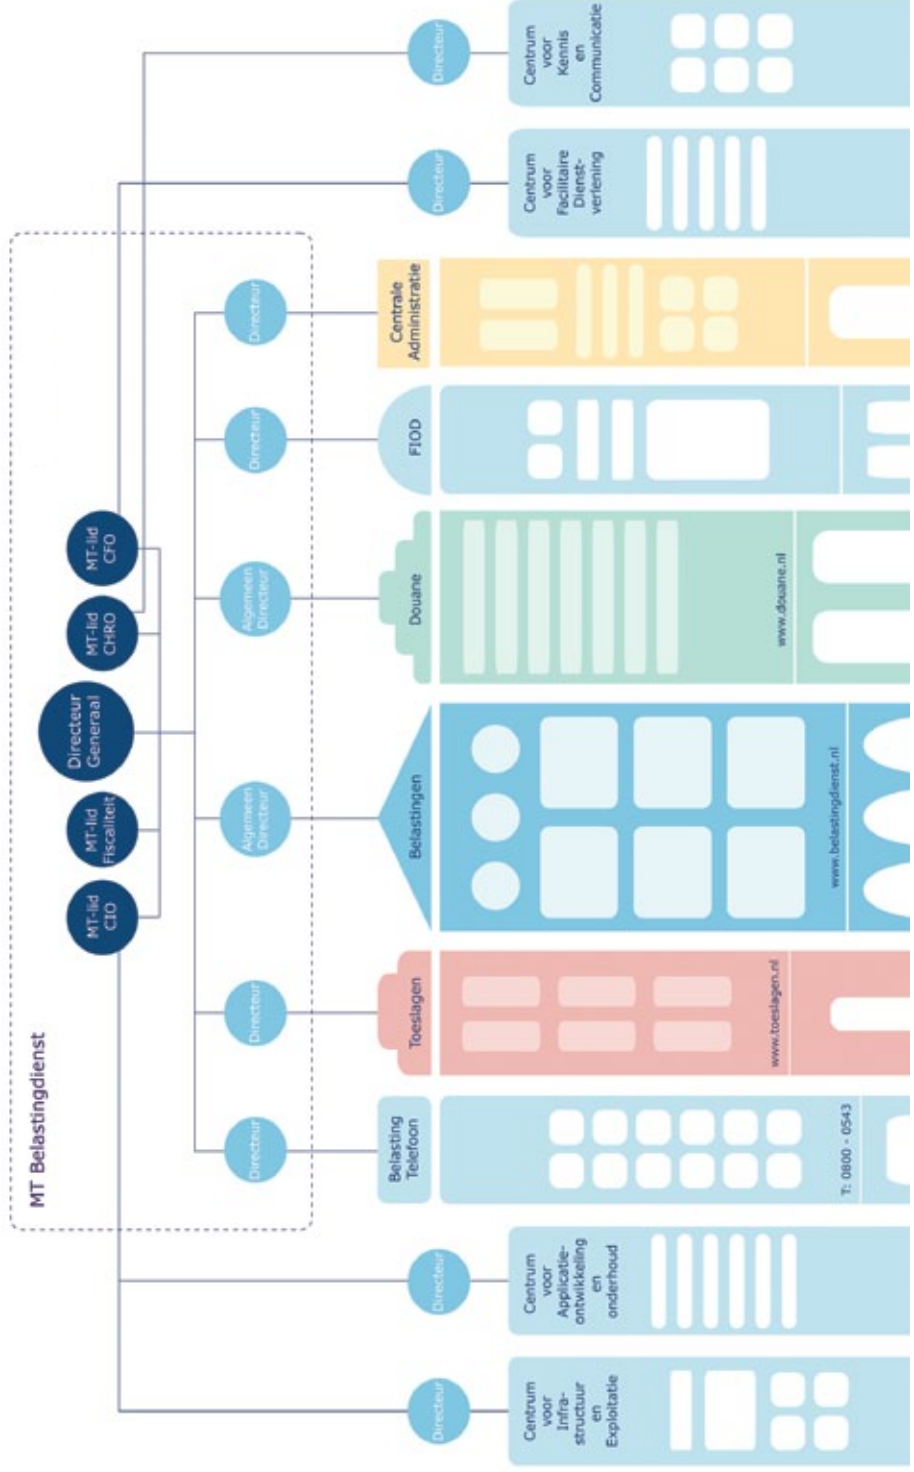 MT Belastingdienst
Directeur
Generaal
MT-lid
CIO
MT-lid
Fiscaliteit
MT-lid
CHRO
MT-lid
CFO
Directeur
Directeur
Algemeen
Directeur
Algemeen
Directeur
Directeur
Directeur
Directeur
Directeur
Directeur
Directeur
Centrum
voor
Infra-
structuur
en
Exploitatie
Centrum
voor
Applicatie-
ontwikkeling
en
onderhoud
Belasting
Telefoon
T: 0800 - 0543
Toeslagen
www.toeslagen.nl
Belastingen
www.belastingdienst.nl
Douane
www.douane.nl
FIOD
Centrale
Administratie
Centrum
voor
Facilitaire
Dienst-
verlening
Centrum
voor
Kennis
en
Communicatie